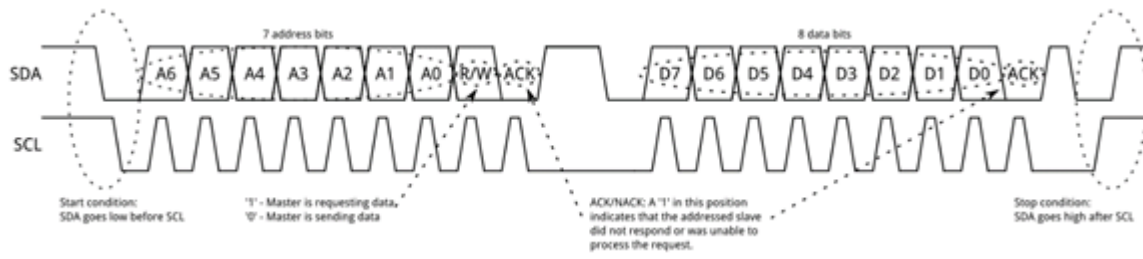 7 address bits
8 data bits
SDA
A6 A5 A4 A3 A2 A1 A0 R/W ACK D7 D6 D5 D4 D3 D2 D1 D0 ACK
SCL
Start condition:
SDA goes low before SCL
'1' - Master is requesting data
'0' - Master is sending data
ACK/NACK: A '1' in this position
indicates that the addressed slave
did not respond or was unable to
process the request.
Stop condition:
SDA goes high after SCL